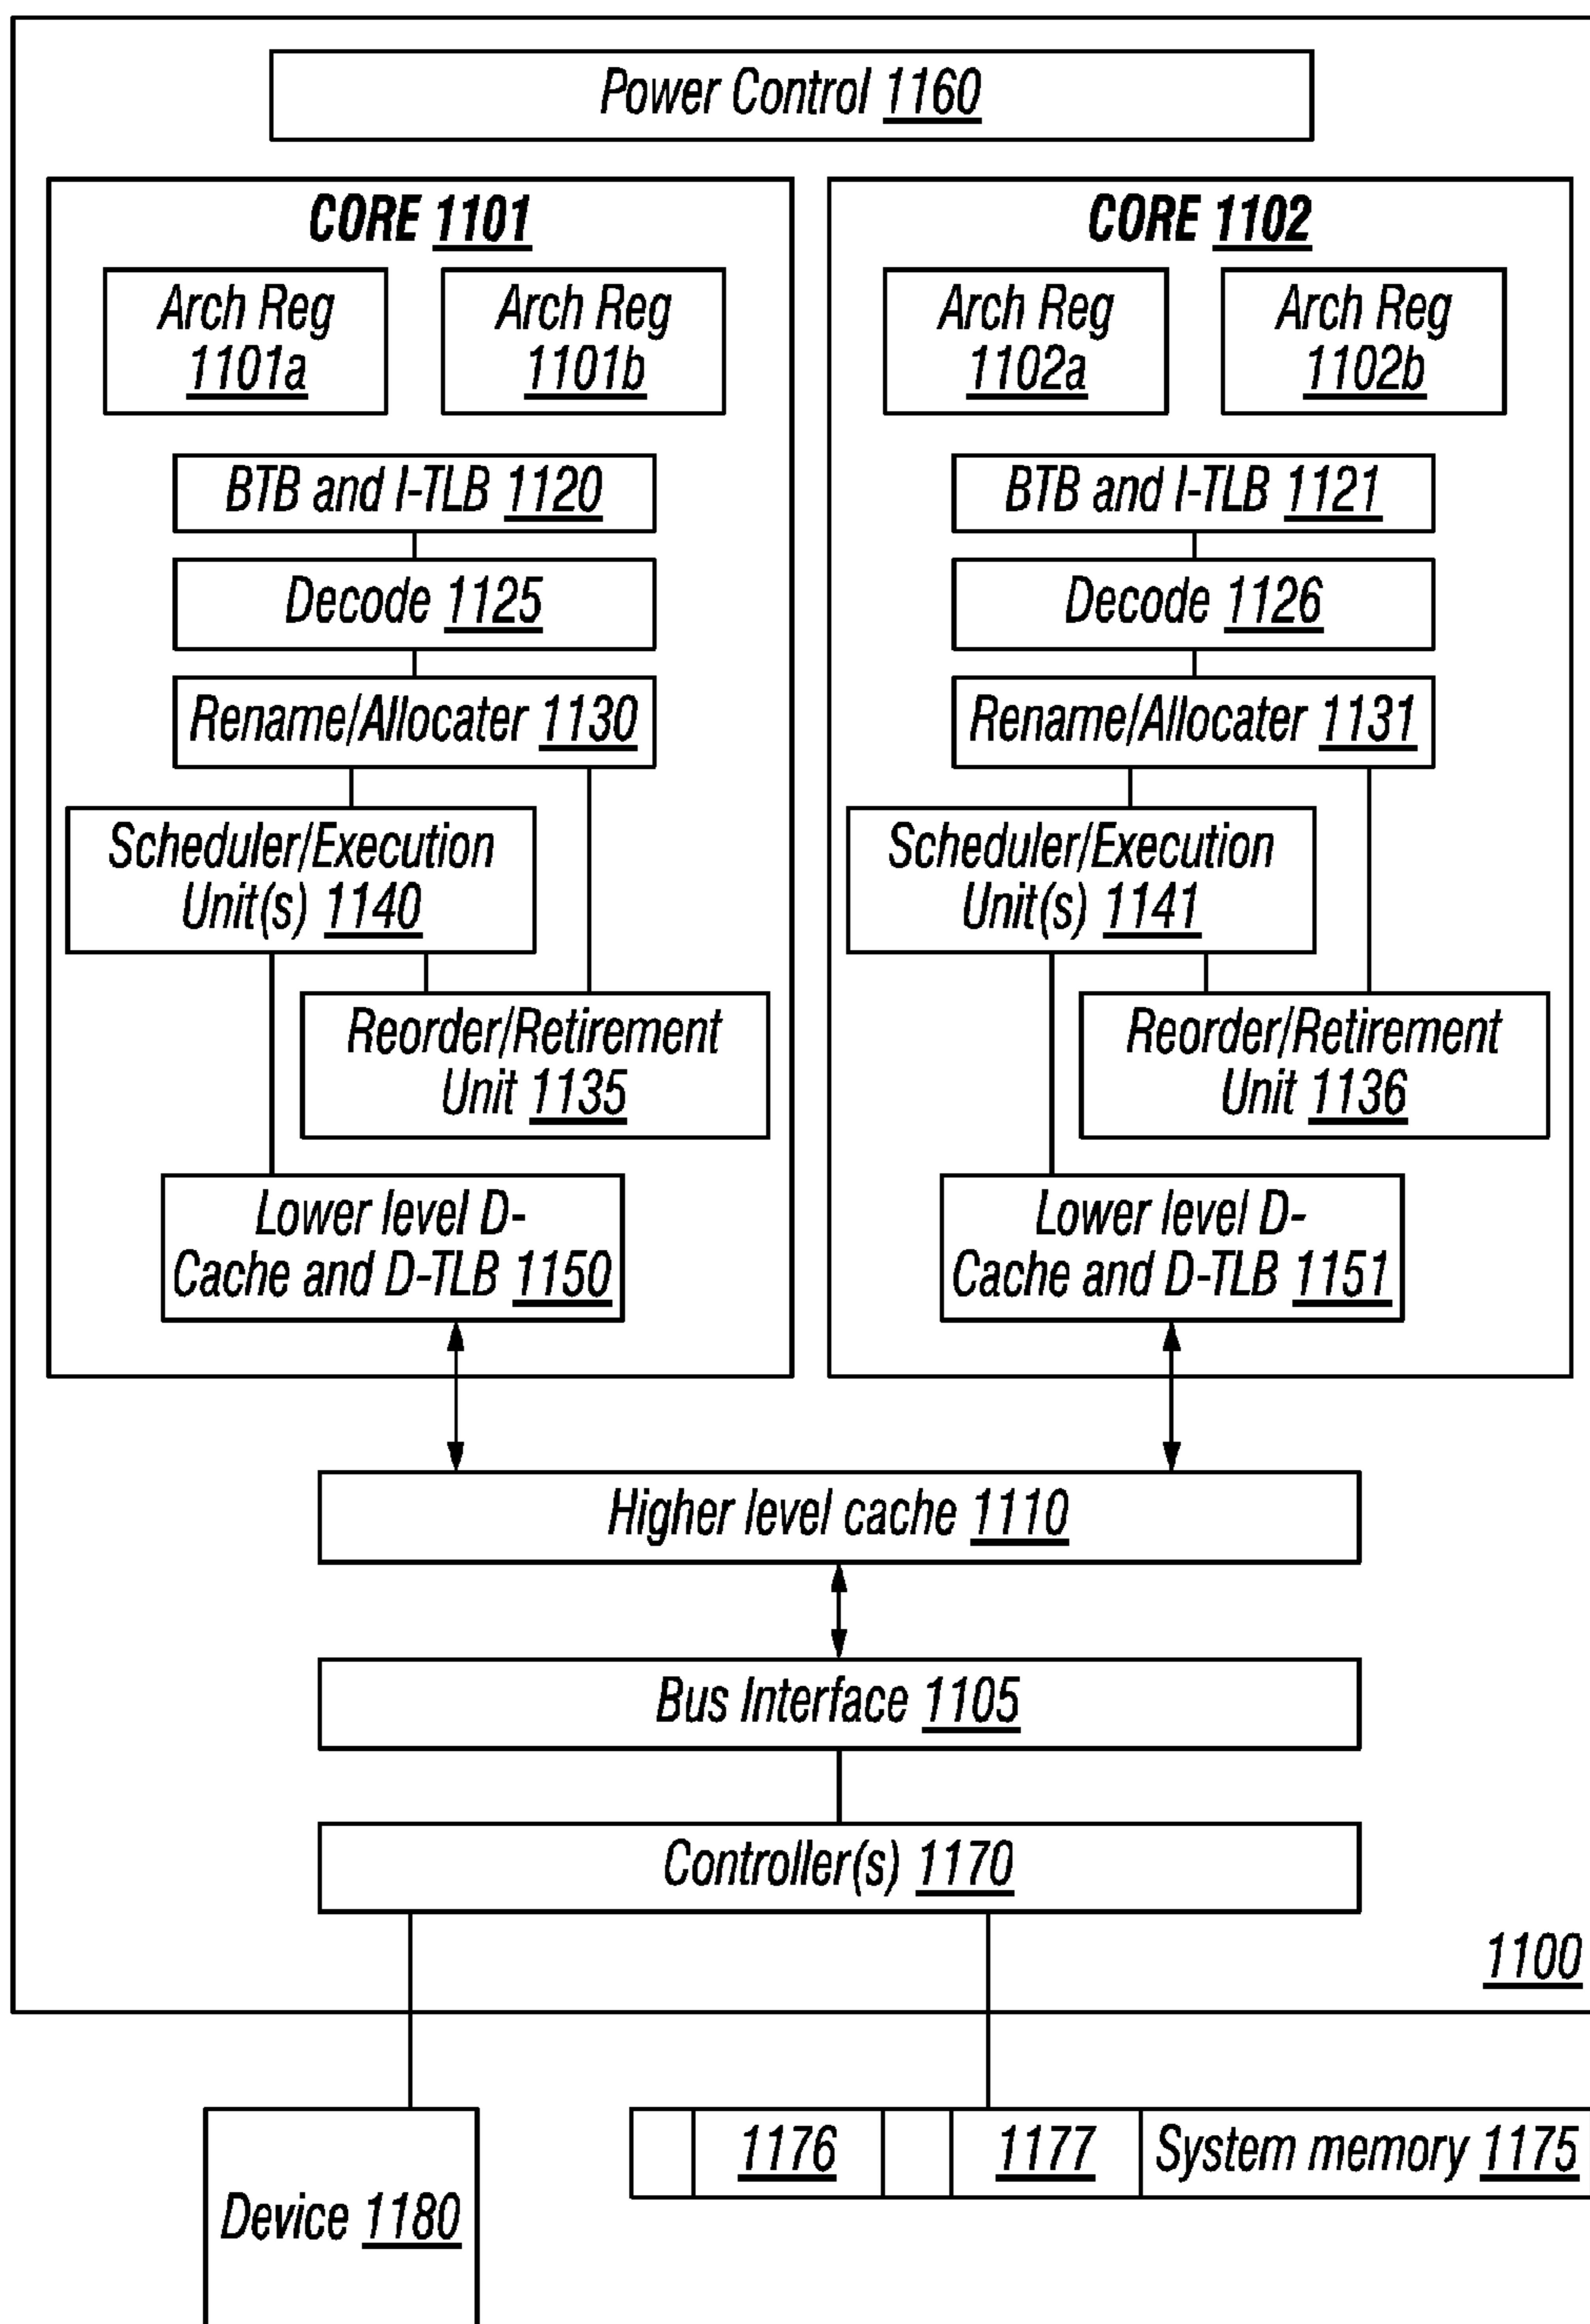 Power Control 1160
CORE 1101
Arch Reg
1101a
Arch Reg
1101b
BTB and I-TLB 1120
Decode 1125
Rename/Allocater 1130
Scheduler/Execution
Unit(s) 1140
Reorder/Retirement
Unit 1135
Lower level D-
Cache and D-TLB 1150
CORE 1102
Arch Reg
1102a
Arch Reg
1102b
BTB and I-TLB 1121
Decode 1126
Rename/Allocater 1131
Scheduler/Execution
Unit(s) 1141
Reorder/Retirement
Unit 1136
Lower level D-
Cache and D-TLB 1151
Higher level cache 1110
Bus Interface 1105
Controller(s) 1170
1100
Device 1180
1176
1177
System memory 1175